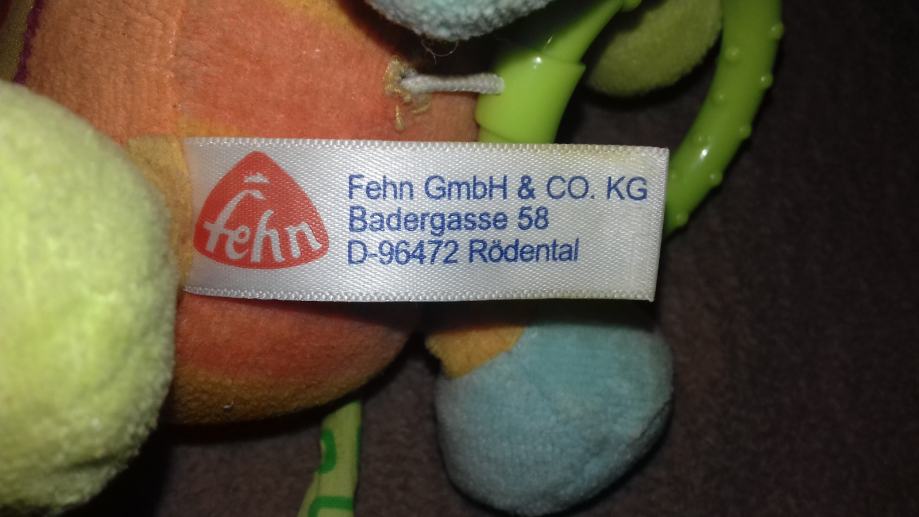 fehn
Fehn GmbH & CO. KG
Badergasse 58
D-96472 Rödental